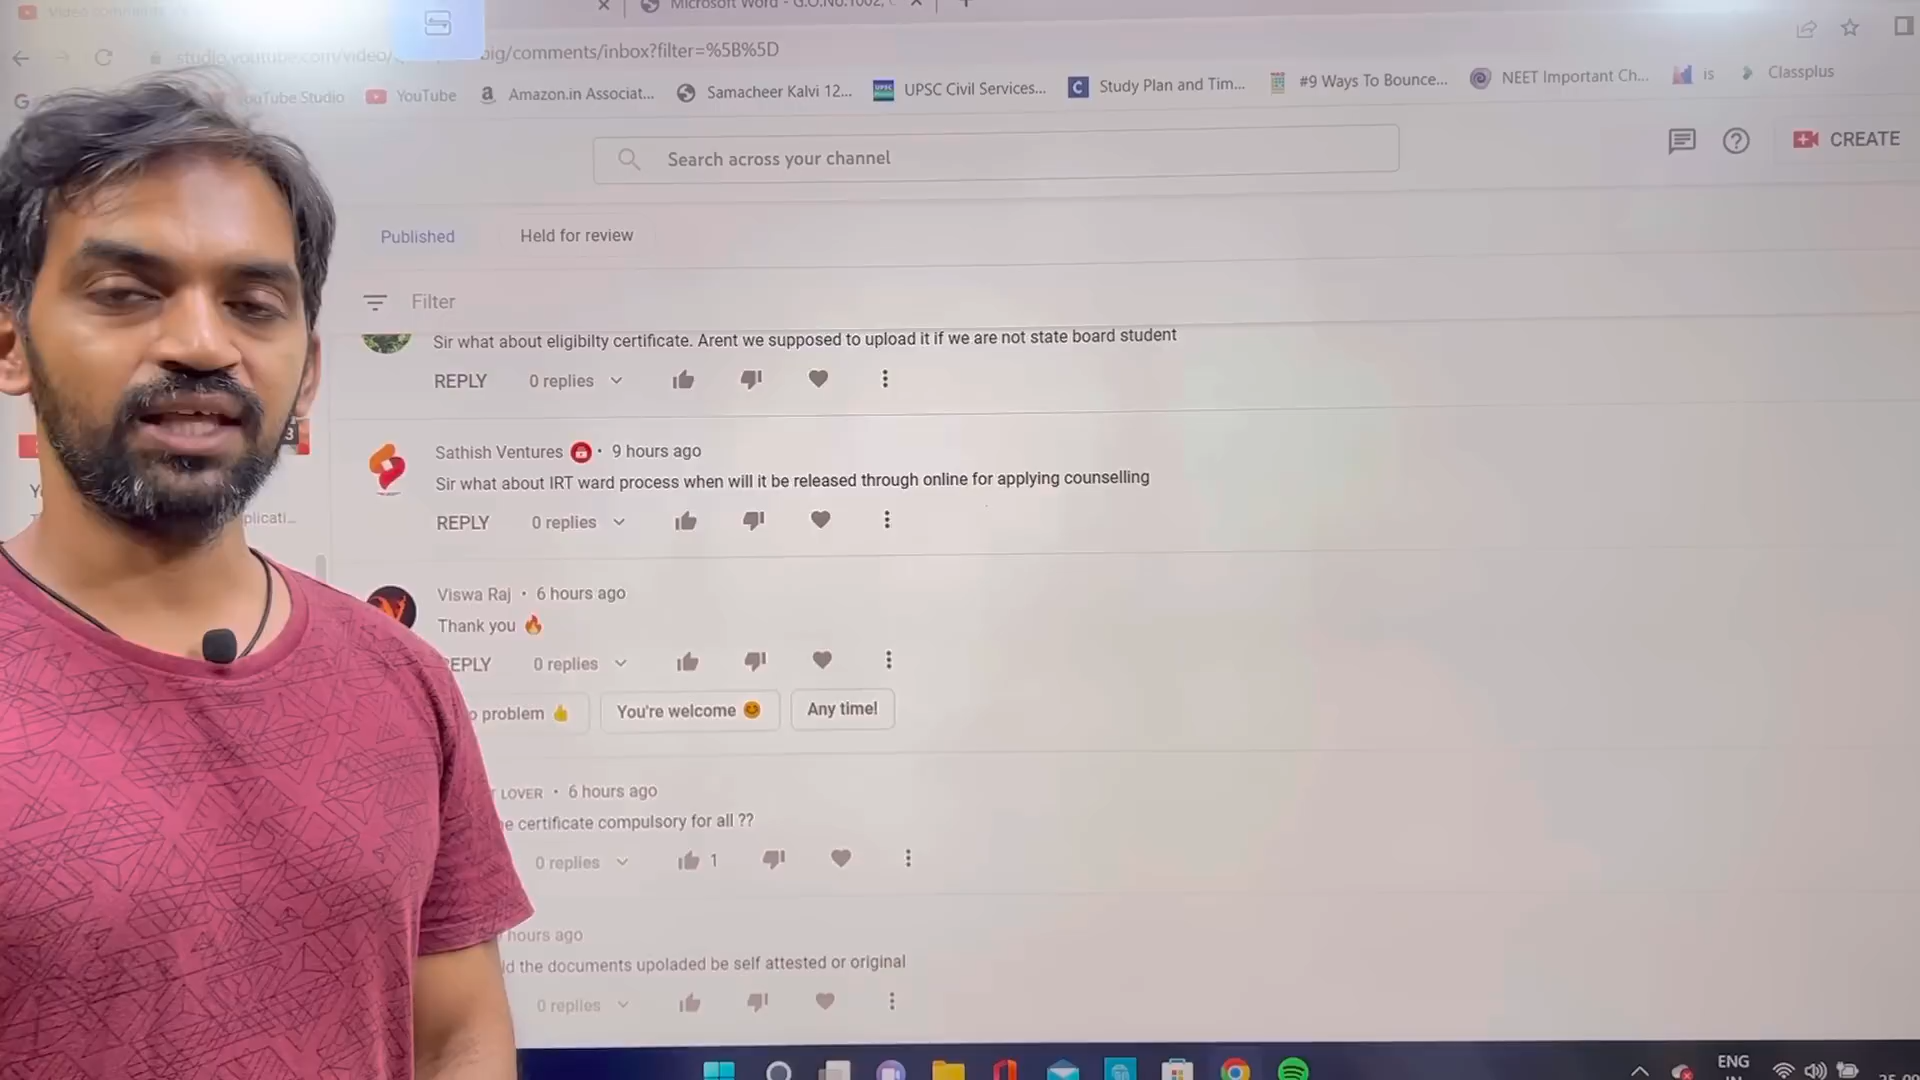 Microsoft Word - G.O.No.1002,
studio.youtube.com/video/
big/comments/inbox?filter=%5B%5D
G
YouTube Studio
YouTube
a Amazon.in Associat...
Samacheer Kalvi 12...
UPSC UPSC Civil Services...
C Study Plan and Tim...
#9 Ways To Bounce...
NEET Important Ch...
is
Classplus
Search across your channel
CREATE
Published
Held for review
Filter
Sir what about eligibilty certificate. Arent we supposed to upload it if we are not state board student
REPLY 0 replies
3
Sathish Ventures • 9 hours ago
Sir what about IRT ward process when will it be released through online for applying counselling
plicati...
REPLY 0 replies
Viswa Raj • 6 hours ago
Thank you 🔥
EPLY 0 replies
o problem 👍 You're welcome 😊 Any time!
LOVER • 6 hours ago
e certificate compulsory for all ??
0 replies 1
hours ago
ld the documents upoladed be self attested or original
0 replies
ENG
IN